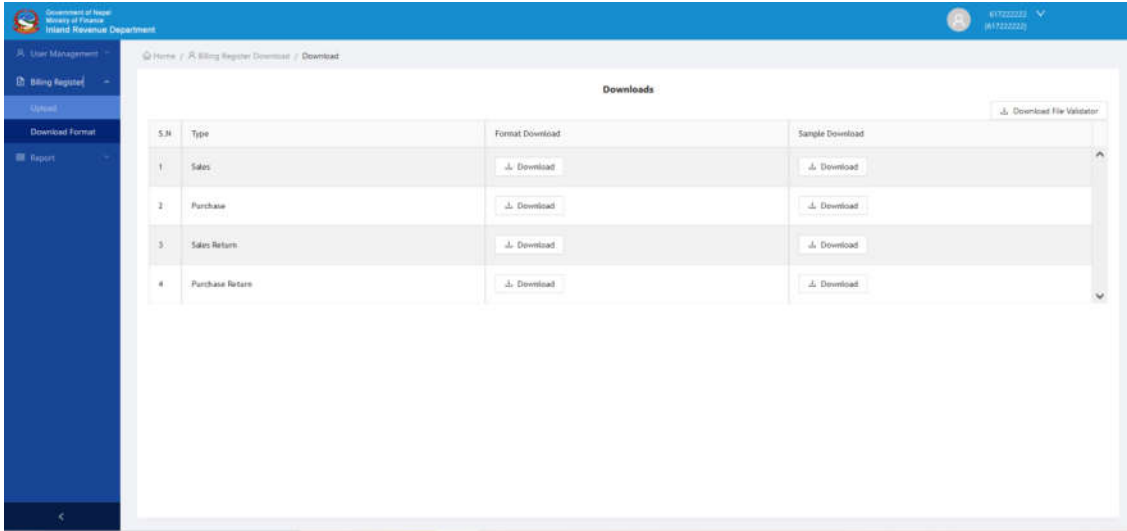 Government of Nepal
Ministry of Finance
Inland Revenue Department
617222222
(617222222)
User Management
Home / Billing Register Download / Download
Billing Register
Downloads
Upload
Download File Validator
Download Format
S.N Type Format Download Sample Download
Report
1 Sales Download Download
2 Purchase Download Download
3 Sales Return Download Download
4 Purchase Return Download Download